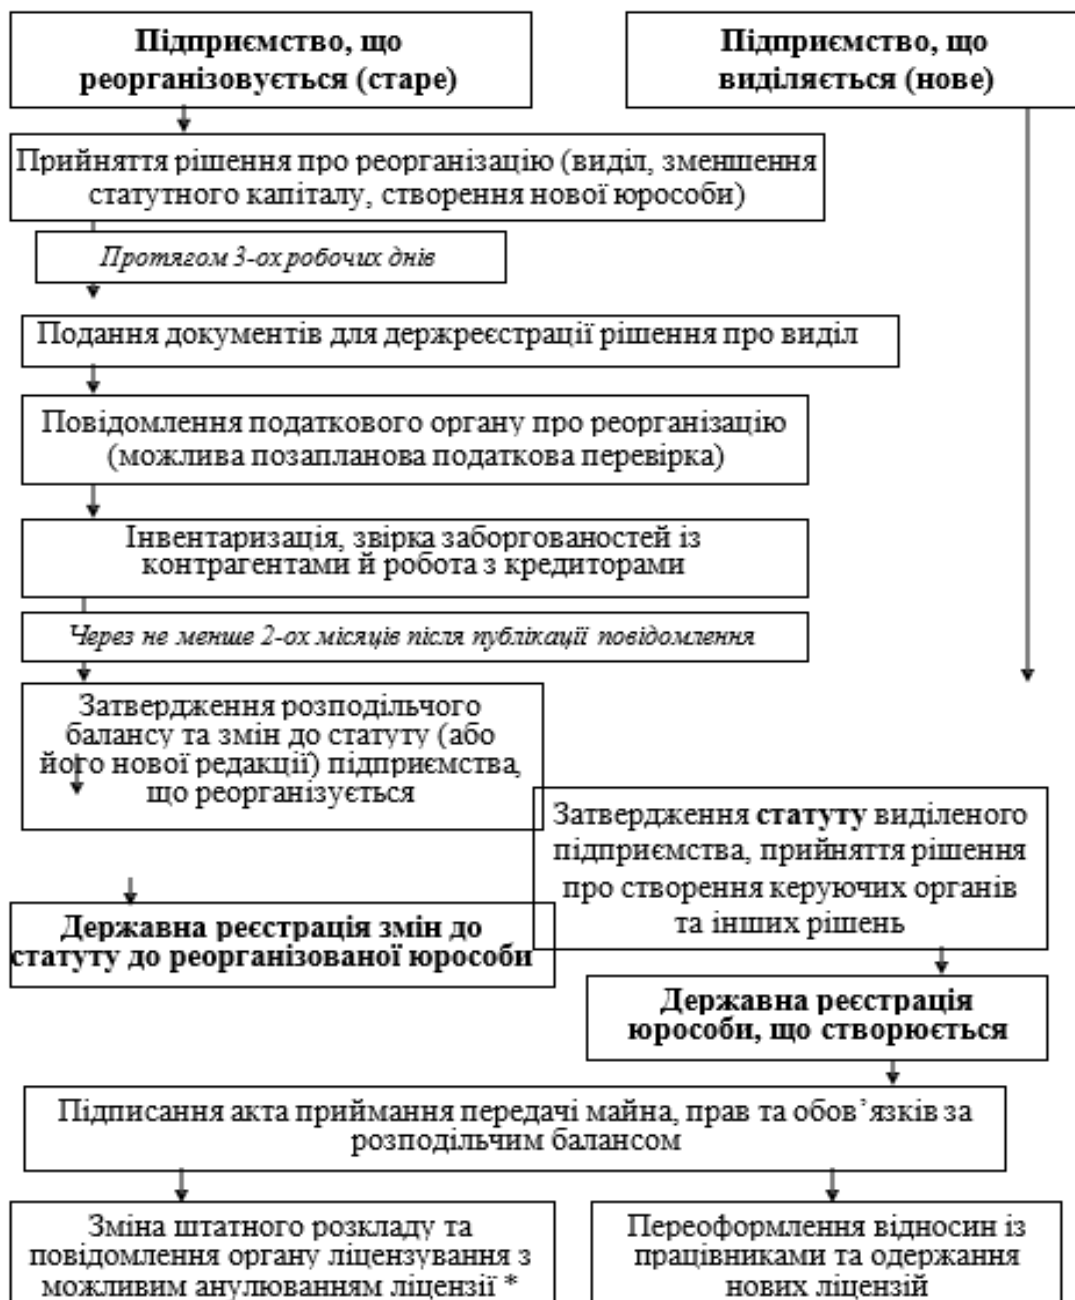 Підприємство, що
реорганізовується (старе)
Підприємство, що
виділяється (нове)
Прийняття рішення про реорганізацію (виділ, зменшення
статутного капіталу, створення нової юрособи)
Протягом 3-ох робочих днів
Подання документів для держреєстрації рішення про виділ
Повідомлення податкового органу про реорганізацію
(можлива позапланова податкова перевірка)
Інвентаризація, звірка заборгованостей із
контрагентами й робота з кредиторами
Через не менше 2-ох місяців після публікації повідомлення
Затвердження розподільчого
балансу та змін до статуту (або
його нової редакції) підприємства,
що реорганізується
Затвердження статуту виділеного
підприємства, прийняття рішення
про створення керуючих органів
та інших рішень
Державна реєстрація змін до
статуту до реорганізованої юрособи
Державна реєстрація
юрособи, що створюється
Підписання акта приймання передачі майна, прав та обов’язків за
розподільчим балансом
Зміна штатного розкладу та
повідомлення органу ліцензування з
можливим анулюванням ліцензії *
Переоформлення відносин із
працівниками та одержання
нових ліцензій